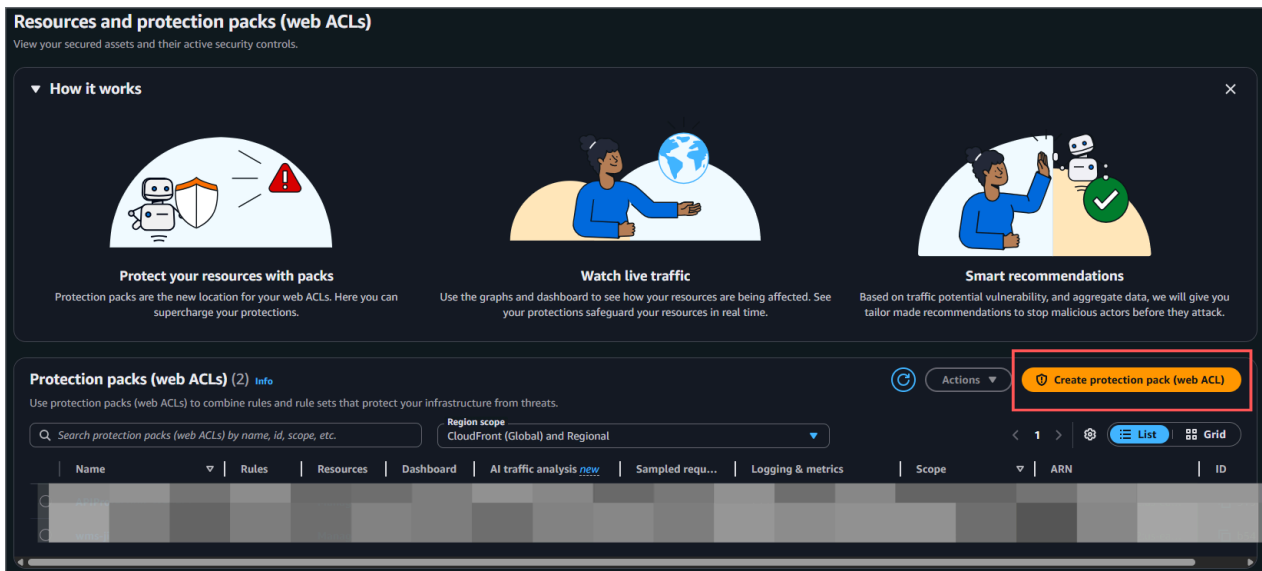 Resources and protection packs (web ACLs)
View your secured assets and their active security controls.
How it works
Protect your resources with packs
Protection packs are the new location for your web ACLs. Here you can
supercharge your protections.
Watch live traffic
Use the graphs and dashboard to see how your resources are being affected. See
your protections safeguard your resources in real time.
Smart recommendations
Based on traffic potential vulnerability, and aggregate data, we will give you
tailor made recommendations to stop malicious actors before they attack.
Protection packs (web ACLs) (2) Info
Actions
Create protection pack (web ACL)
Use protection packs (web ACLs) to combine rules and rule sets that protect your infrastructure from threats.
Search protection packs (web ACLs) by name, id, scope, etc.
Region scope
CloudFront (Global) and Regional
1
List
Grid
Name Rules Resources Dashboard AI traffic analysis new Sampled requ... Logging & metrics Scope ARN ID